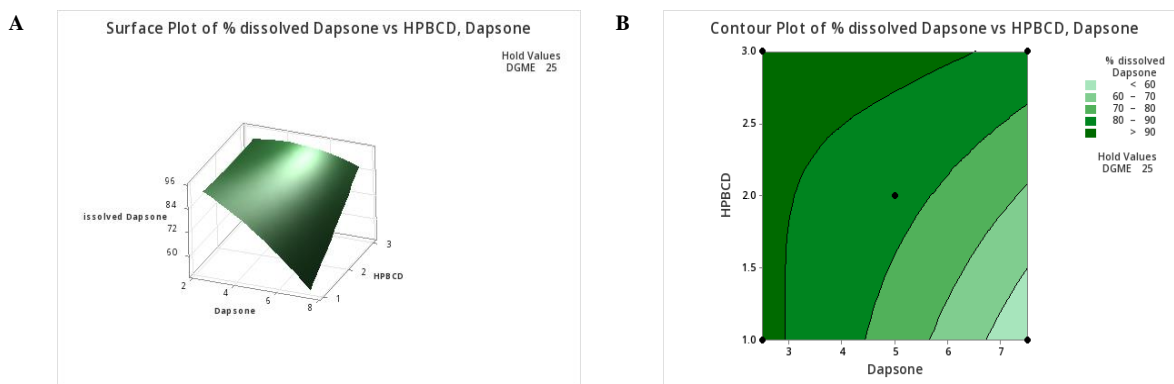 A
Surface Plot of % dissolved Dapsone vs HPBCD, Dapsone
Hold Values
DGME 25
96
84
72
60
issolved Dapsone
2
4
6
8
Dapsone
1
2
3
HPBCD
B
Contour Plot of % dissolved Dapsone vs HPBCD, Dapsone
3.0
2.5
2.0
1.5
1.0
HPBCD
3
4
5
6
7
Dapsone
% dissolved
Dapsone
< 60
60 – 70
70 – 80
80 – 90
> 90
Hold Values
DGME 25